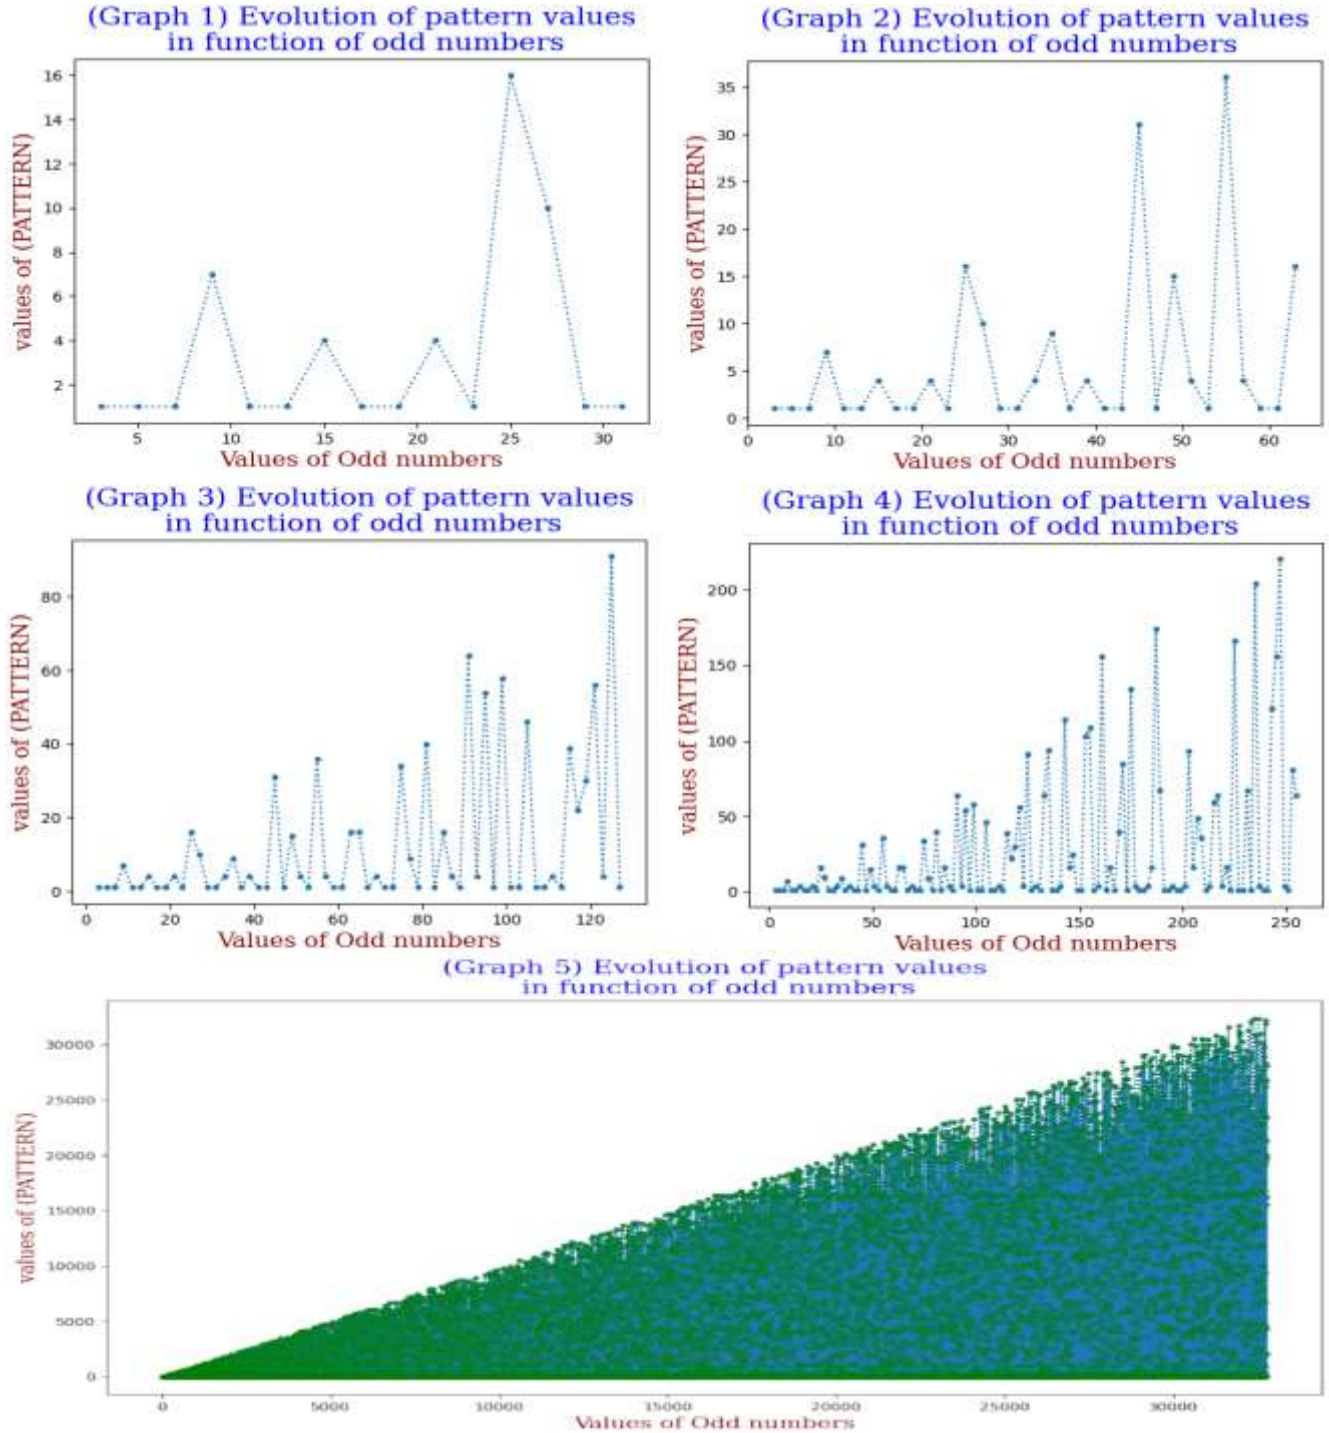 (Graph 1) Evolution of pattern values
in function of odd numbers
16
14
12
10
8
6
4
2
values of (PATTERN)
5 10 15 20 25 30
Values of Odd numbers
(Graph 2) Evolution of pattern values
in function of odd numbers
35
30
25
20
15
10
5
0
values of (PATTERN)
0 10 20 30 40 50 60
Values of Odd numbers
(Graph 3) Evolution of pattern values
in function of odd numbers
80
60
40
20
0
values of (PATTERN)
0 20 40 60 80 100 120
Values of Odd numbers
(Graph 4) Evolution of pattern values
in function of odd numbers
200
150
100
50
0
values of (PATTERN)
0 50 100 150 200 250
Values of Odd numbers
(Graph 5) Evolution of pattern values
in function of odd numbers
30000
25000
20000
15000
10000
5000
0
values of (PATTERN)
0 5000 10000 15000 20000 25000 30000
Values of Odd numbers